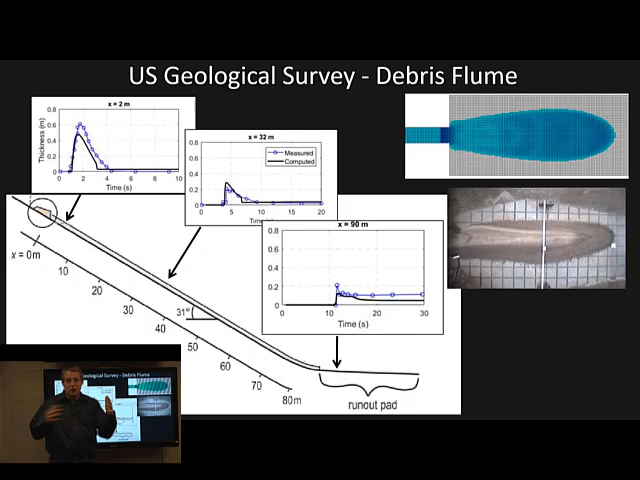 US Geological Survey - Debris Flume
x = 2 m
Thickness (m)
0.8
0.6
0.4
0.2
0
0 2 4 6 8 10
Time (s)
x = 32 m
0.8
0.6
0.4
0.2
0
Measured
Computed
0 5 10 15 20
Time (s)
x = 90 m
0.8
0.6
0.4
0.2
0
0 10 20 30
Time (s)
x = 0m
10
20
30
40
50
60
70
80m
31°
runout pad
US Geological Survey - Debris Flume